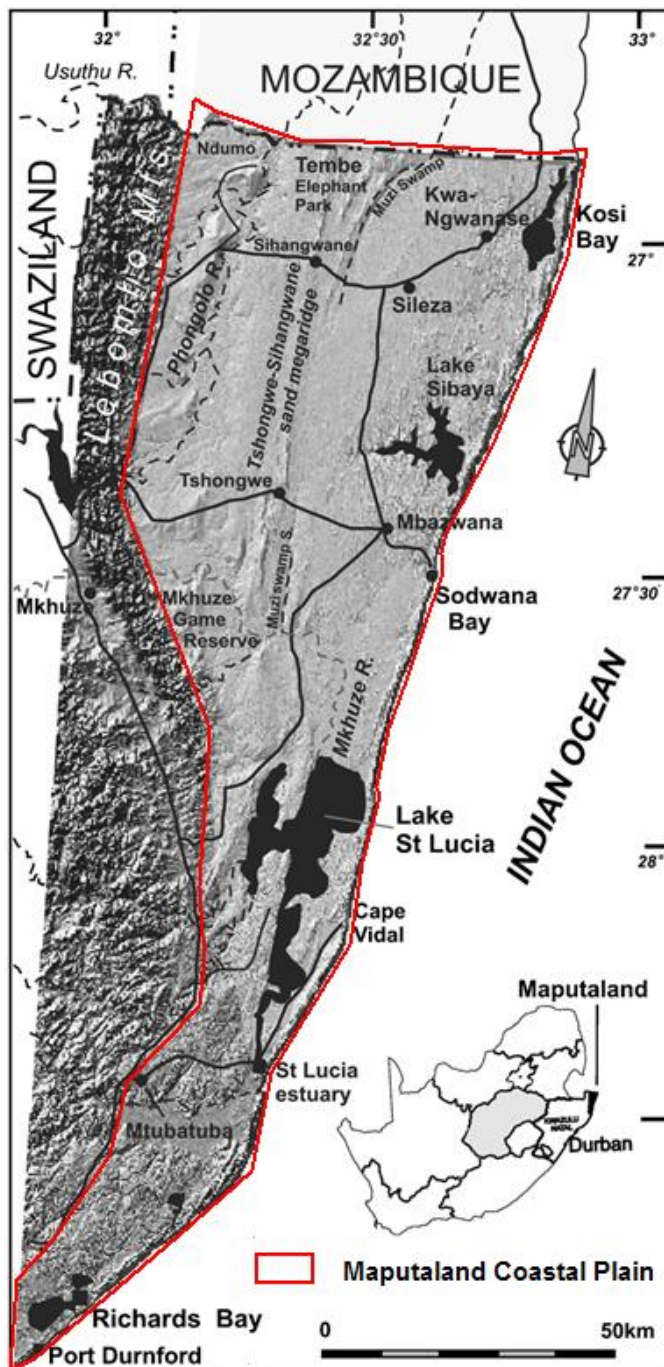 32°
32°30
33°
Usuthu R.
MOZAMBIQUE
Ndumo
Tembe
Elephant
Park
Muzi Swamp
Kwa-
Ngwanase
Kosi
Bay
SWAZILAND
Lebombo Mts
Sihangwane
27°
Phongolo R.
Sileza
Tshongwe-Sihangwane
sand megaridge
Lake
Sibaya
N
Tshongwe
Mbazwana
Muzi swamp S.
Mkhuze
Mkhuze
Game
Reserve
Sodwana
Bay
27°30
Mkhuze R.
INDIAN OCEAN
Lake
St Lucia
28°
Cape
Vidal
Maputaland
St Lucia
estuary
KWAZULU
NATAL
Durban
Mtubatuba
Maputaland Coastal Plain
Richards Bay
0
50km
Port Durnford